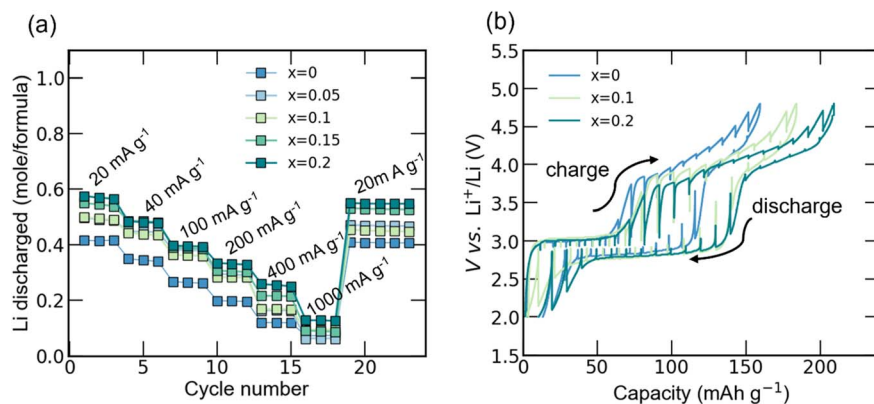 (a)
1.0
0.8
0.6
0.4
0.2
0.0
Li discharged (mole/formula)
0
5
10
15
20
Cycle number
x=0
x=0.05
x=0.1
x=0.15
x=0.2
20 mA g⁻¹
40 mA g⁻¹
100 mA g⁻¹
200 mA g⁻¹
400 mA g⁻¹
1000 mA g⁻¹
20m A g⁻¹
(b)
5.5
5.0
4.5
4.0
3.5
3.0
2.5
2.0
1.5
V vs. Li⁺/Li (V)
0
50
100
150
200
Capacity (mAh g⁻¹)
x=0
x=0.1
x=0.2
charge
discharge